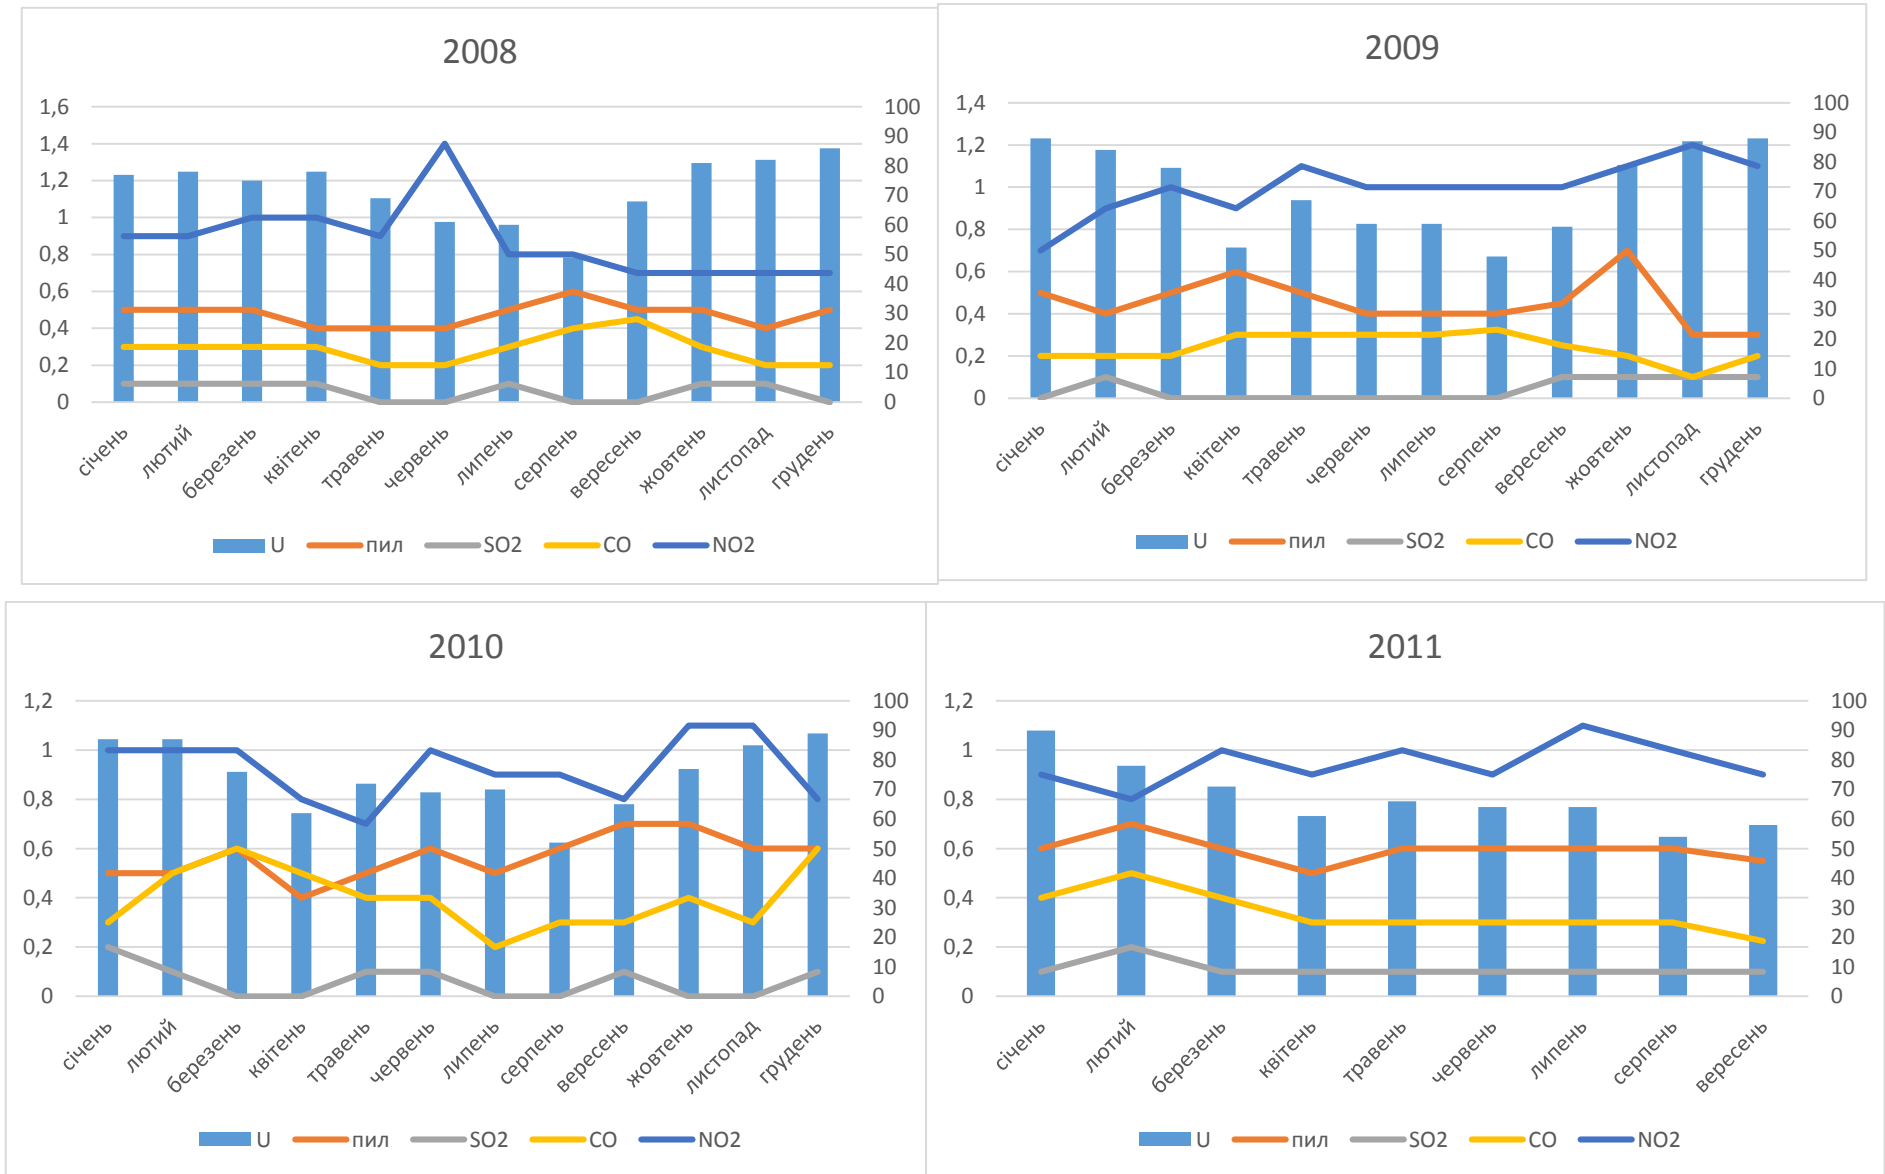 2008
1,6
1,4
1,2
1
0,8
0,6
0,4
0,2
0
100
90
80
70
60
50
40
30
20
10
0
січень
лютий
березень
квітень
травень
червень
липень
серпень
вересень
жовтень
листопад
грудень
U пил SO2 CO NO2
2009
1,4
1,2
1
0,8
0,6
0,4
0,2
0
100
90
80
70
60
50
40
30
20
10
0
січень
лютий
березень
квітень
травень
червень
липень
серпень
вересень
жовтень
листопад
грудень
U пил SO2 CO NO2
2010
1,2
1
0,8
0,6
0,4
0,2
0
100
90
80
70
60
50
40
30
20
10
0
січень
лютий
березень
квітень
травень
червень
липень
серпень
вересень
жовтень
листопад
грудень
U пил SO2 CO NO2
2011
1,2
1
0,8
0,6
0,4
0,2
0
100
90
80
70
60
50
40
30
20
10
0
січень
лютий
березень
квітень
травень
червень
липень
серпень
вересень
U пил SO2 CO NO2